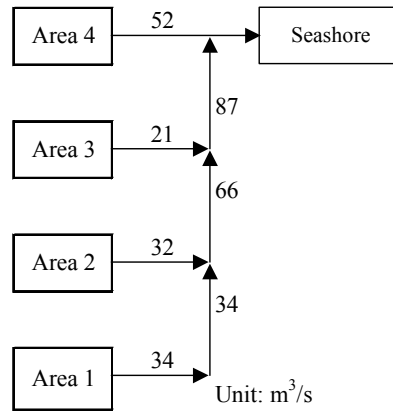 52
Area 4
Seashore
87
21
Area 3
66
32
Area 2
34
34
Area 1
Unit: m³/s